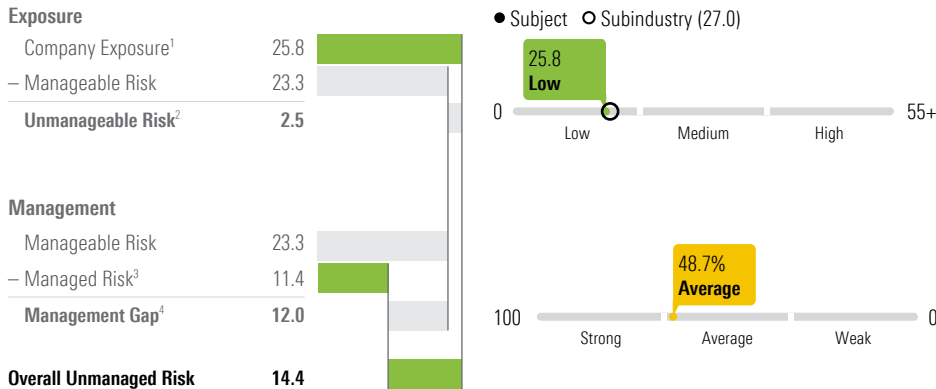 Exposure
Company Exposure¹ 25.8
– Manageable Risk 23.3
Unmanageable Risk² 2.5
Management
Manageable Risk 23.3
– Managed Risk³ 11.4
Management Gap⁴ 12.0
Overall Unmanaged Risk 14.4
Subject Subindustry (27.0)
25.8
Low
0 55+
Low Medium High
48.7%
Average
100 0
Strong Average Weak